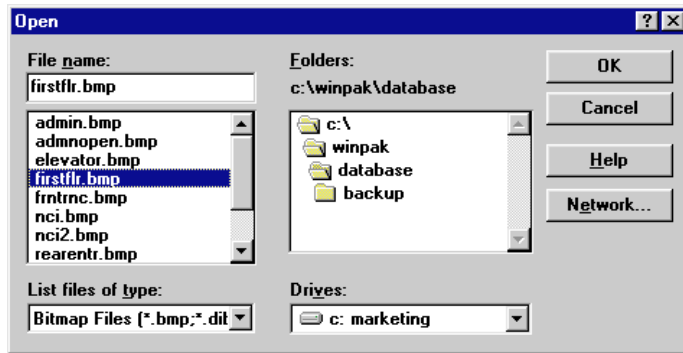 Open
File name:
firstflr.bmp
admin.bmp
admnopen.bmp
elevator.bmp
firstflr.bmp
frntrnc.bmp
nci.bmp
nci2.bmp
rearentr.bmp
List files of type:
Bitmap Files (*.bmp;*.dit
Folders:
c:\winpak\database
c:\
winpak
database
backup
Drives:
c: marketing
OK
Cancel
Help
Network...